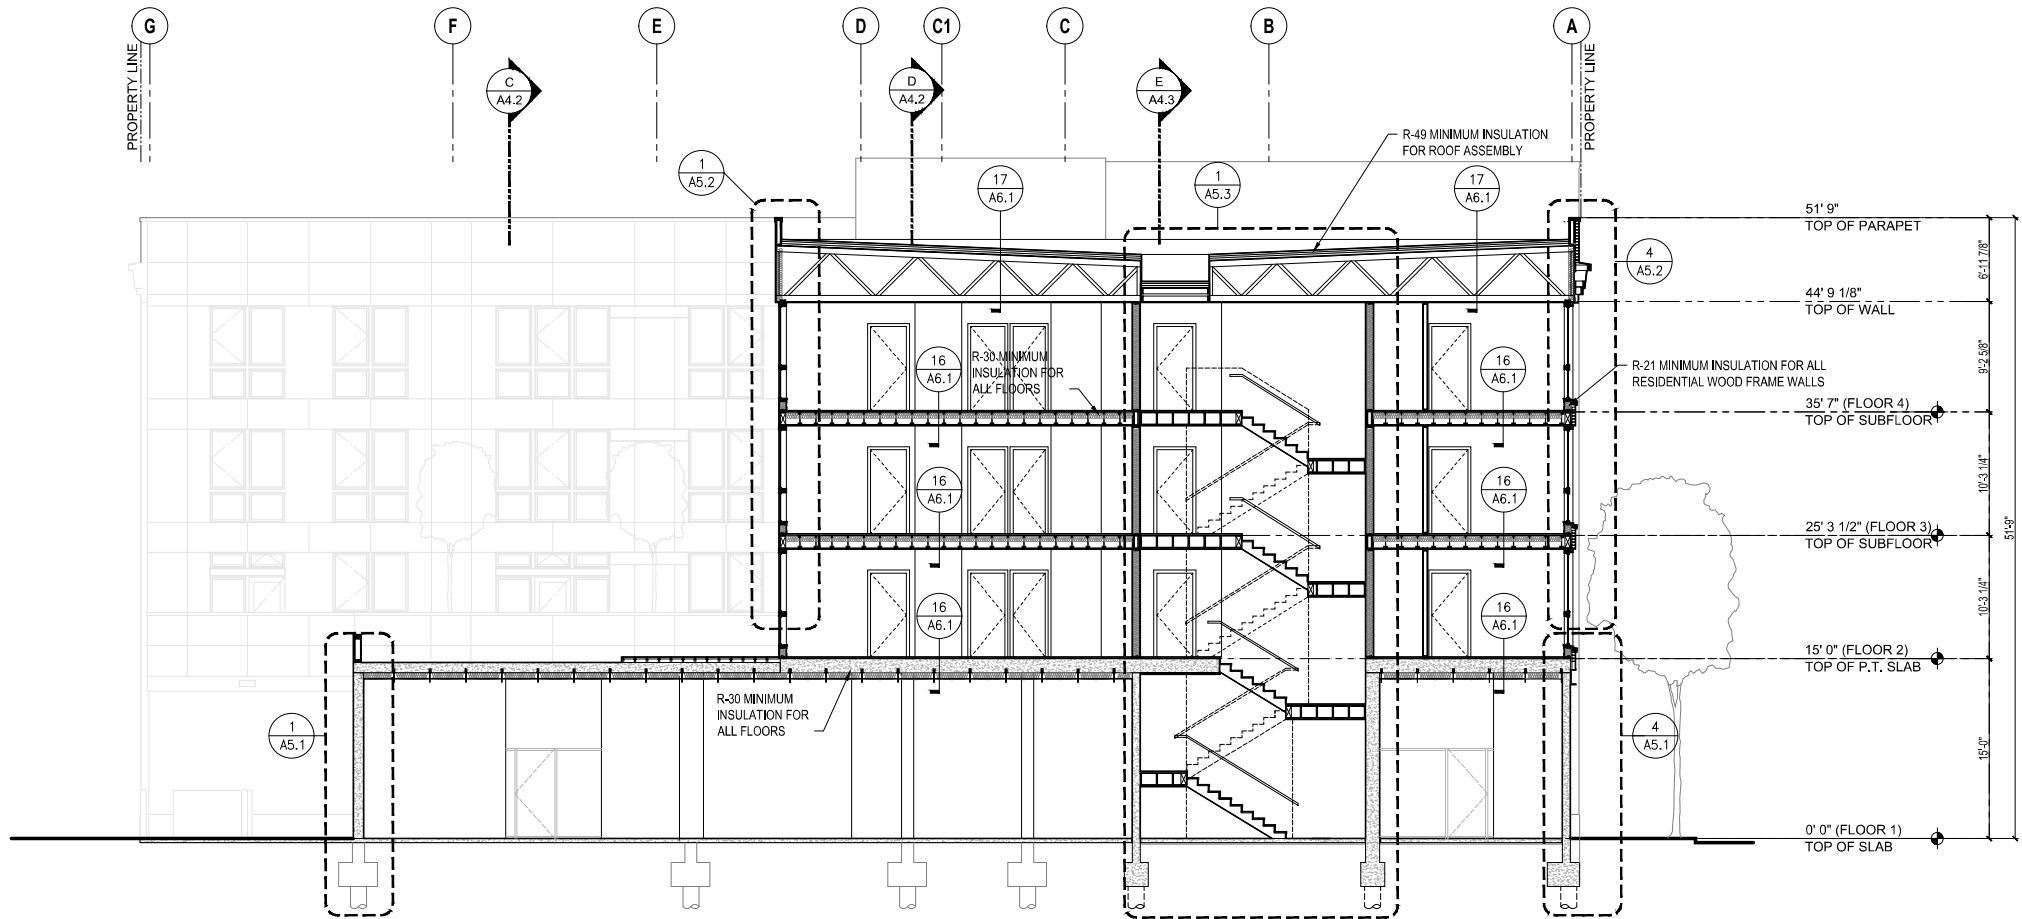 G
F
E
D
C1
C
B
A
PROPERTY LINE
PROPERTY LINE
C
A4.2
D
A4.2
E
A4.3
R-49 MINIMUM INSULATION
FOR ROOF ASSEMBLY
1
A5.2
17
A6.1
1
A5.3
17
A6.1
51' 9"
TOP OF PARAPET
4
A5.2
6'-11 7/8"
44' 9 1/8"
TOP OF WALL
16
A6.1
R-30 MINIMUM
INSULATION FOR
ALL FLOORS
16
A6.1
R-21 MINIMUM INSULATION FOR ALL
RESIDENTIAL WOOD FRAME WALLS
9'-2 5/8"
35' 7" (FLOOR 4)
TOP OF SUBFLOOR
16
A6.1
16
A6.1
10'-3 1/4"
25' 3 1/2" (FLOOR 3)
TOP OF SUBFLOOR
51'-9"
16
A6.1
16
A6.1
10'-3 1/4"
15' 0" (FLOOR 2)
TOP OF P.T. SLAB
R-30 MINIMUM
INSULATION FOR
ALL FLOORS
1
A5.1
4
A5.1
15'-0"
0' 0" (FLOOR 1)
TOP OF SLAB